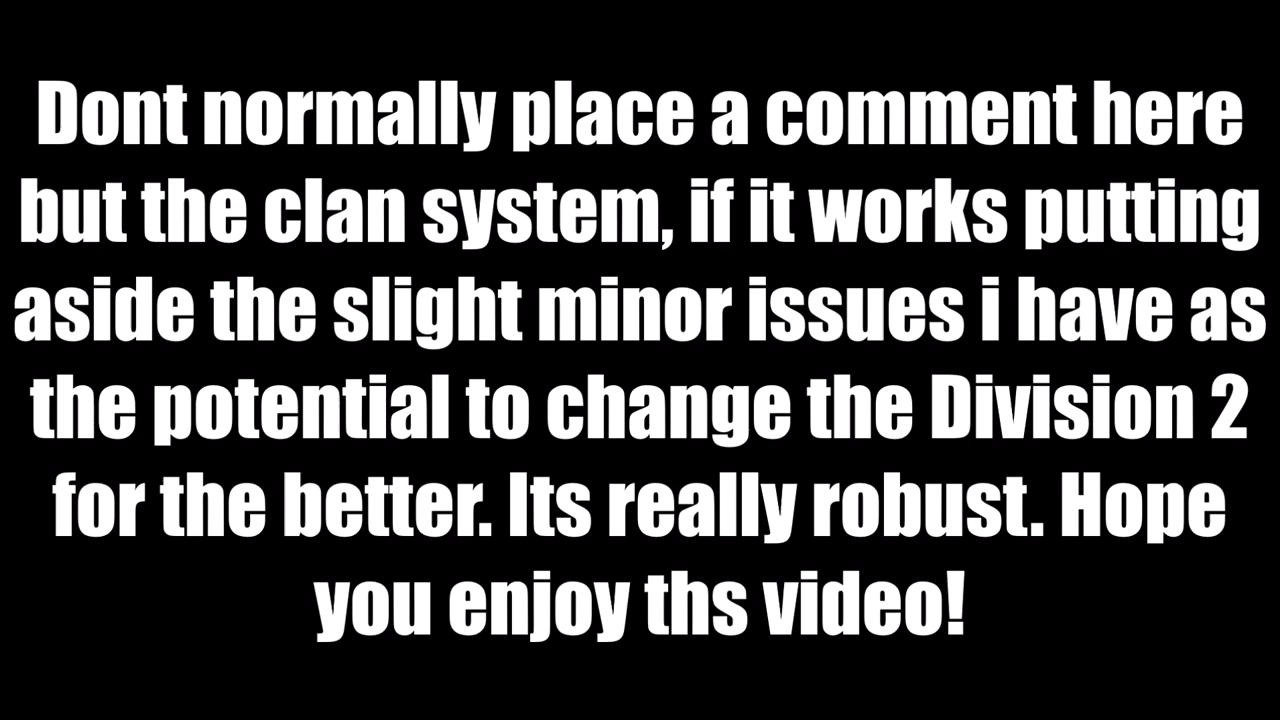 Dont normally place a comment here
but the clan system, if it works putting
aside the slight minor issues i have as
the potential to change the Division 2
for the better. Its really robust. Hope
you enjoy ths video!